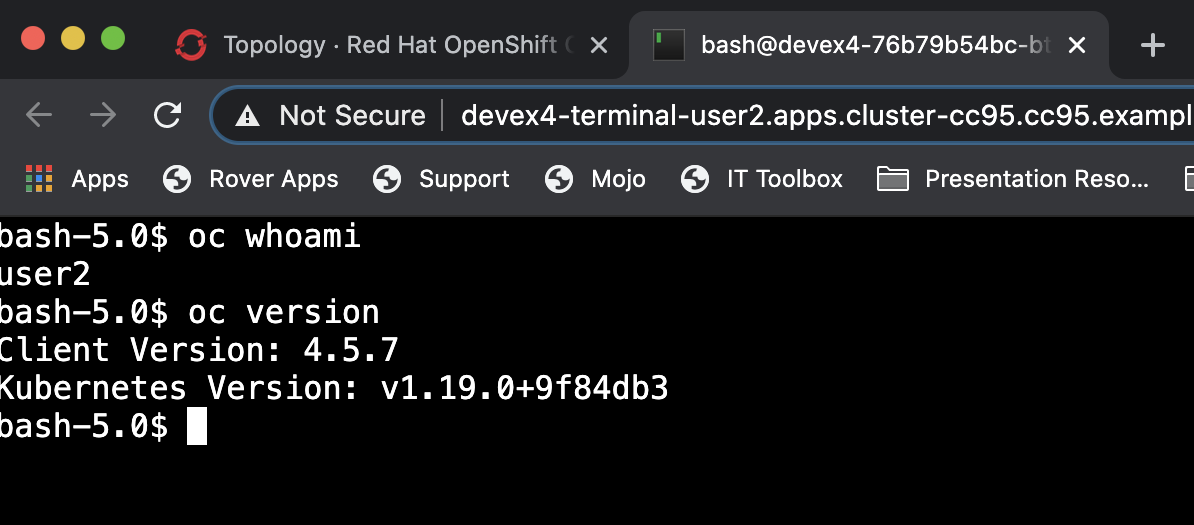 Topology · Red Hat OpenShift
bash@devex4-76b79b54bc-bt
Not Secure
devex4-terminal-user2.apps.cluster-cc95.cc95.exampl
Apps
Rover Apps
Support
Mojo
IT Toolbox
Presentation Reso...
bash-5.0$ oc whoami
user2
bash-5.0$ oc version
Client Version: 4.5.7
Kubernetes Version: v1.19.0+9f84db3
bash-5.0$